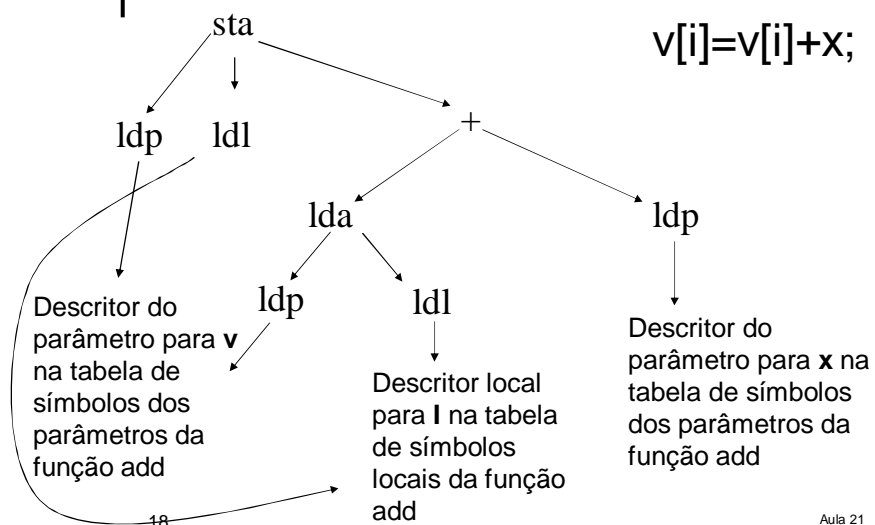 sta
v[i]=v[i]+x;
ldp ldl
+
lda
ldp
ldp
ldl
Descritor do
parâmetro para v
na tabela de
símbolos dos
parâmetros da
função add
Descritor local
para l na tabela
de símbolos
locais da função
add
Descritor do
parâmetro para x na
tabela de símbolos
dos parâmetros da
função add
18
Aula 21